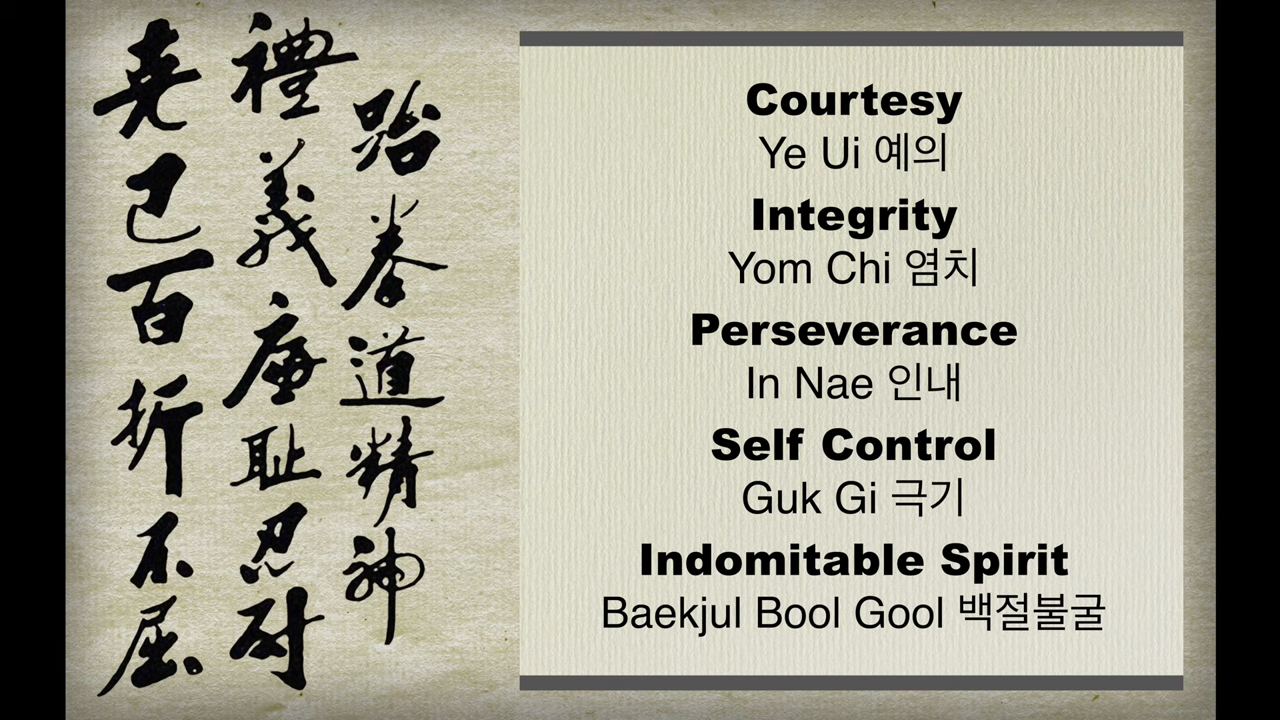 跆拳道精神
禮義廉耻忍耐
克己百折不屈
Courtesy
Ye Ui 예의
Integrity
Yom Chi 염치
Perseverance
In Nae 인내
Self Control
Guk Gi 극기
Indomitable Spirit
Baekjul Bool Gool 백절불굴